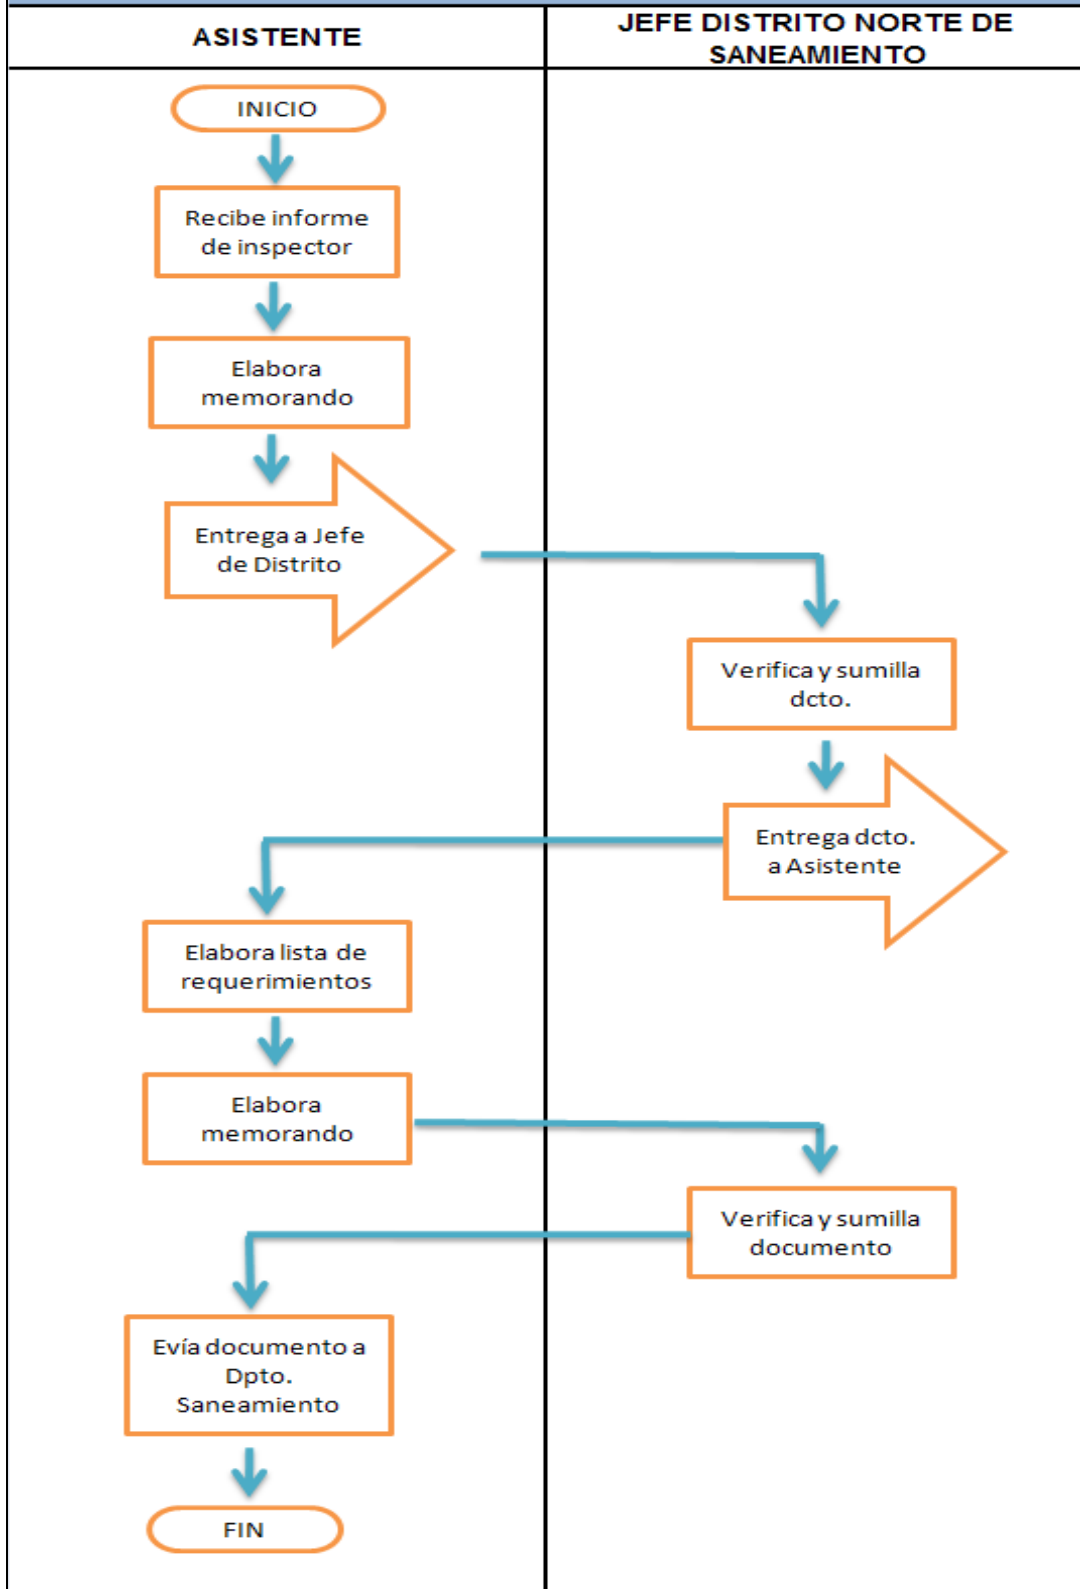 ASISTENTE
JEFE DISTRITO NORTE DE
SANEAMIENTO
INICIO
Recibe informe
de inspector
Elabora
memorando
Entrega a Jefe
de Distrito
Verifica y sumilla
dcto.
Entrega dcto.
a Asistente
Elabora lista de
requerimientos
Elabora
memorando
Verifica y sumilla
documento
Evía documento a
Dpto.
Saneamiento
FIN